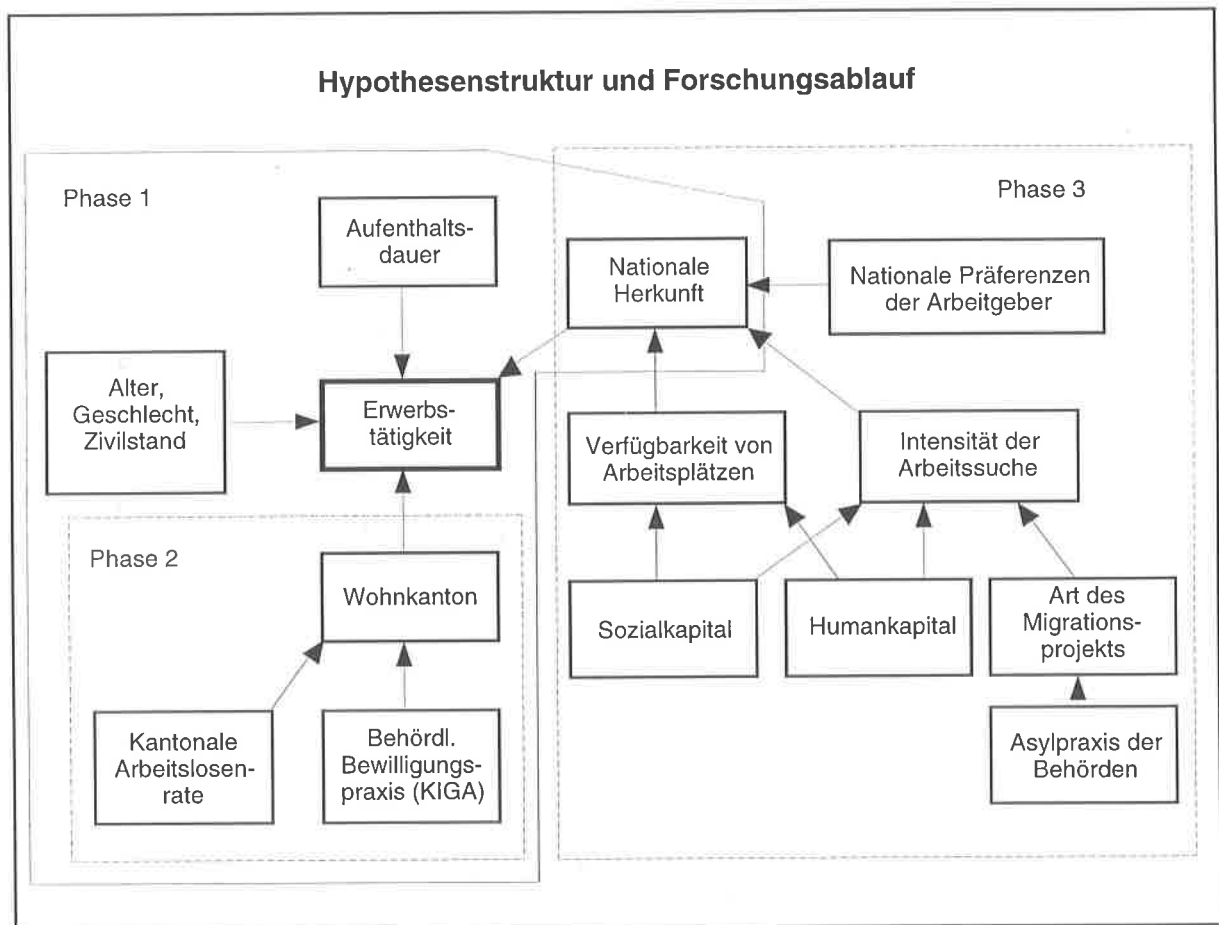 Hypothesenstruktur und Forschungsablauf
Phase 1
Aufenthalts-
dauer
Alter,
Geschlecht,
Zivilstand
Erwerbs-
tätigkeit
Phase 2
Wohnkanton
Kantonale
Arbeitslosen-
rate
Behördl.
Bewilligungs-
praxis (KIGA)
Phase 3
Nationale
Herkunft
Nationale Präferenzen
der Arbeitgeber
Verfügbarkeit von
Arbeitsplätzen
Intensität der
Arbeitssuche
Sozialkapital
Humankapital
Art des
Migrations-
projekts
Asylpraxis der
Behörden